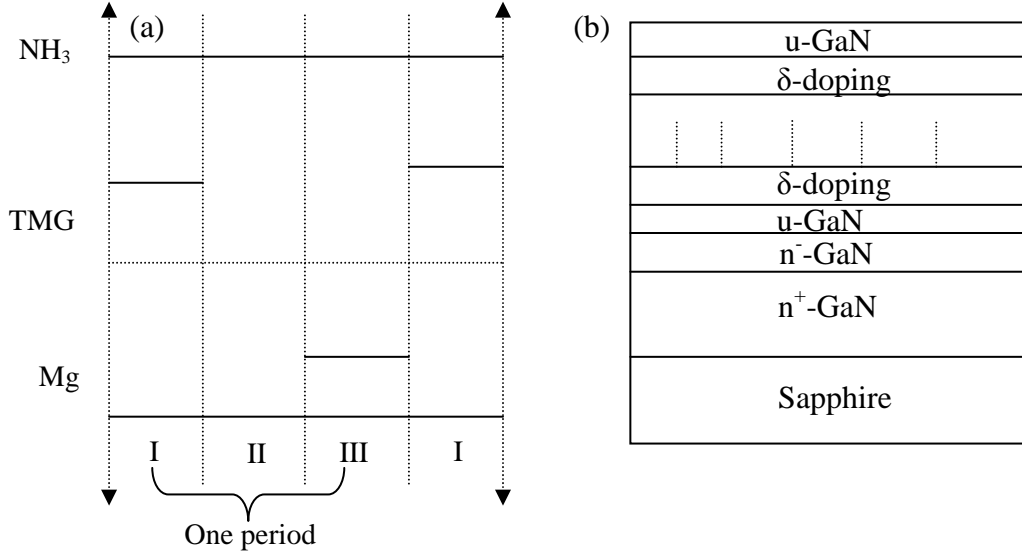 (a)
NH₃
TMG
Mg
I II III I
One period
(b)
u-GaN
δ-doping
δ-doping
u-GaN
n⁻-GaN
n⁺-GaN
Sapphire